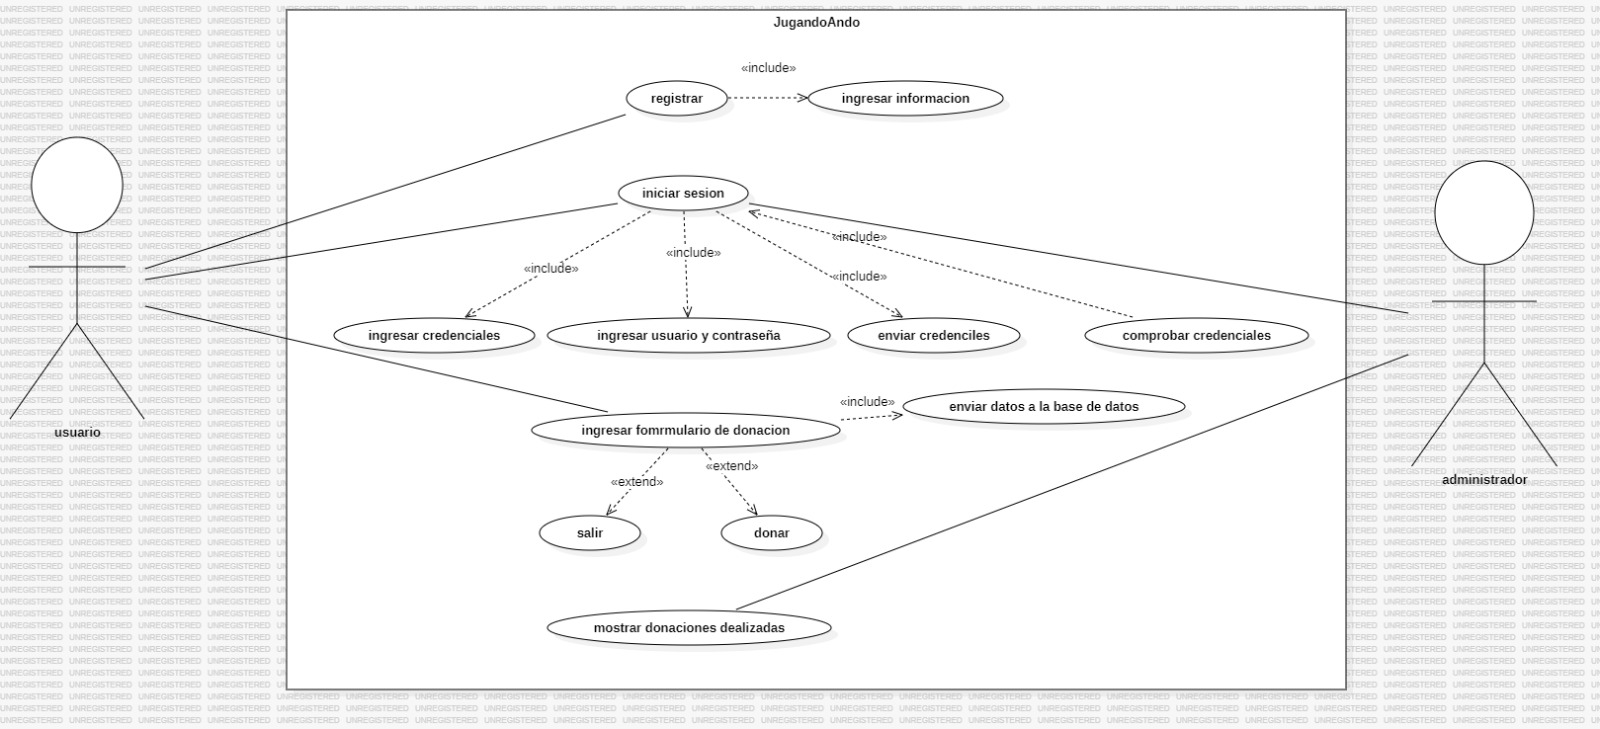 JugandoAndo
«include»
registrar
ingresar informacion
iniciar sesion
«include»
«include»
«include»
«include»
ingresar credenciales
ingresar usuario y contraseña
enviar credenciles
comprobar credenciales
«include»
enviar datos a la base de datos
ingresar fomrmulario de donacion
usuario
«extend»
«extend»
administrador
salir
donar
mostrar donaciones dealizadas
UNREGISTERED